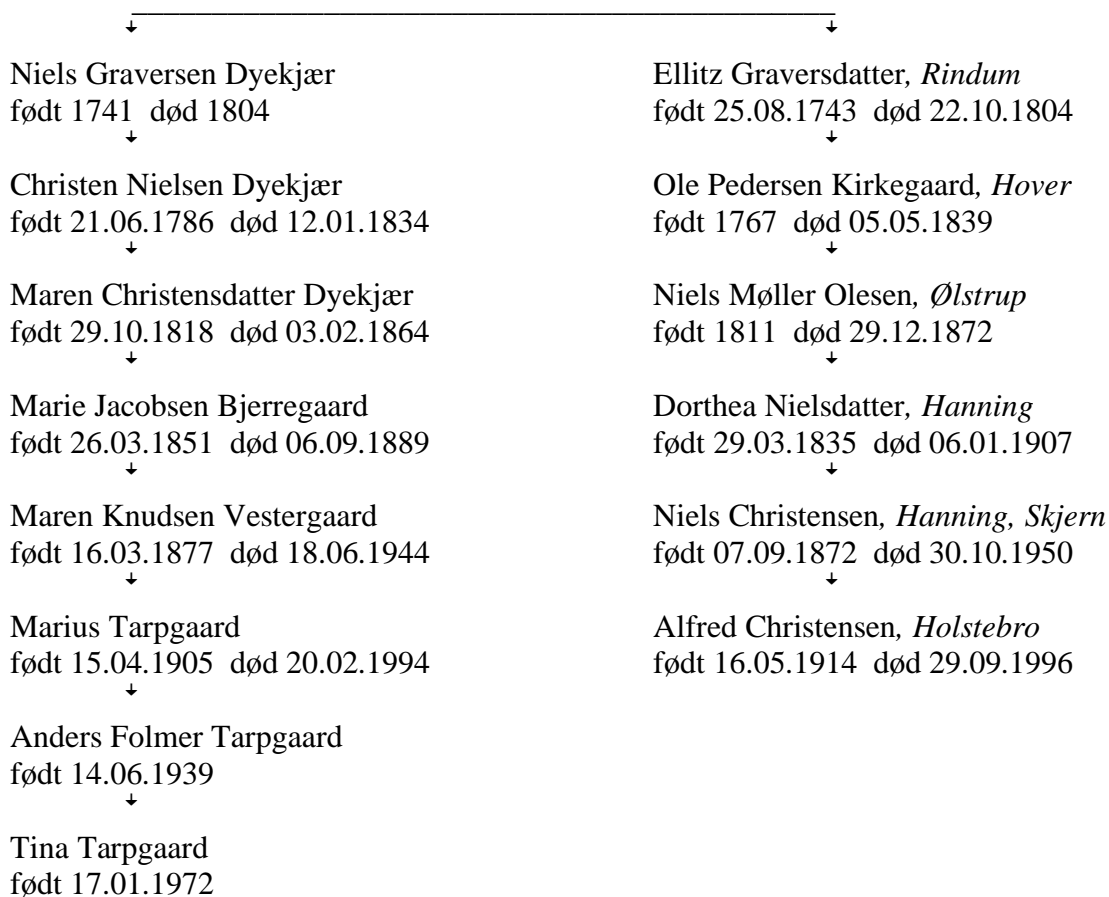 Niels Graversen Dyekjær
født 1741 død 1804
Christen Nielsen Dyekjær
født 21.06.1786 død 12.01.1834
Maren Christensdatter Dyekjær
født 29.10.1818 død 03.02.1864
Marie Jacobsen Bjerregaard
født 26.03.1851 død 06.09.1889
Maren Knudsen Vestergaard
født 16.03.1877 død 18.06.1944
Marius Tarpgaard
født 15.04.1905 død 20.02.1994
Anders Folmer Tarpgaard
født 14.06.1939
Tina Tarpgaard
født 17.01.1972
Ellitz Graversdatter, Rindum
født 25.08.1743 død 22.10.1804
Ole Pedersen Kirkegaard, Hover
født 1767 død 05.05.1839
Niels Møller Olesen, Ølstrup
født 1811 død 29.12.1872
Dorthea Nielsdatter, Hanning
født 29.03.1835 død 06.01.1907
Niels Christensen, Hanning, Skjern
født 07.09.1872 død 30.10.1950
Alfred Christensen, Holstebro
født 16.05.1914 død 29.09.1996